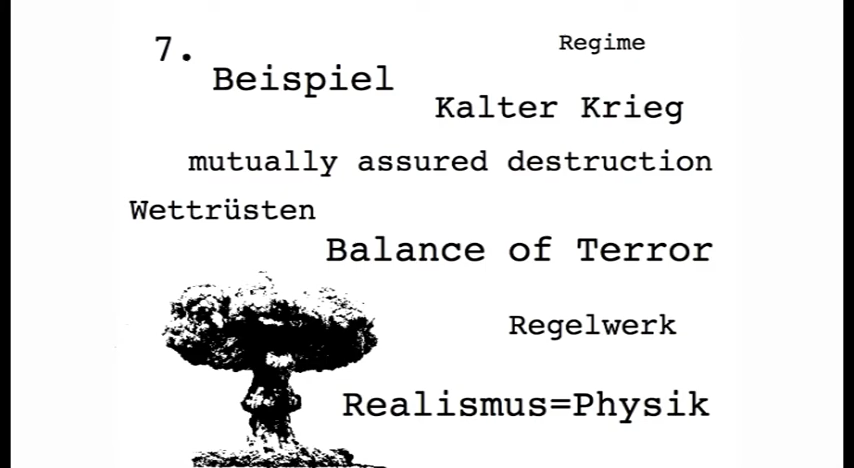 7.
Regime
Beispiel
Kalter Krieg
mutually assured destruction
Wettrüsten
Balance of Terror
Regelwerk
Realismus=Physik